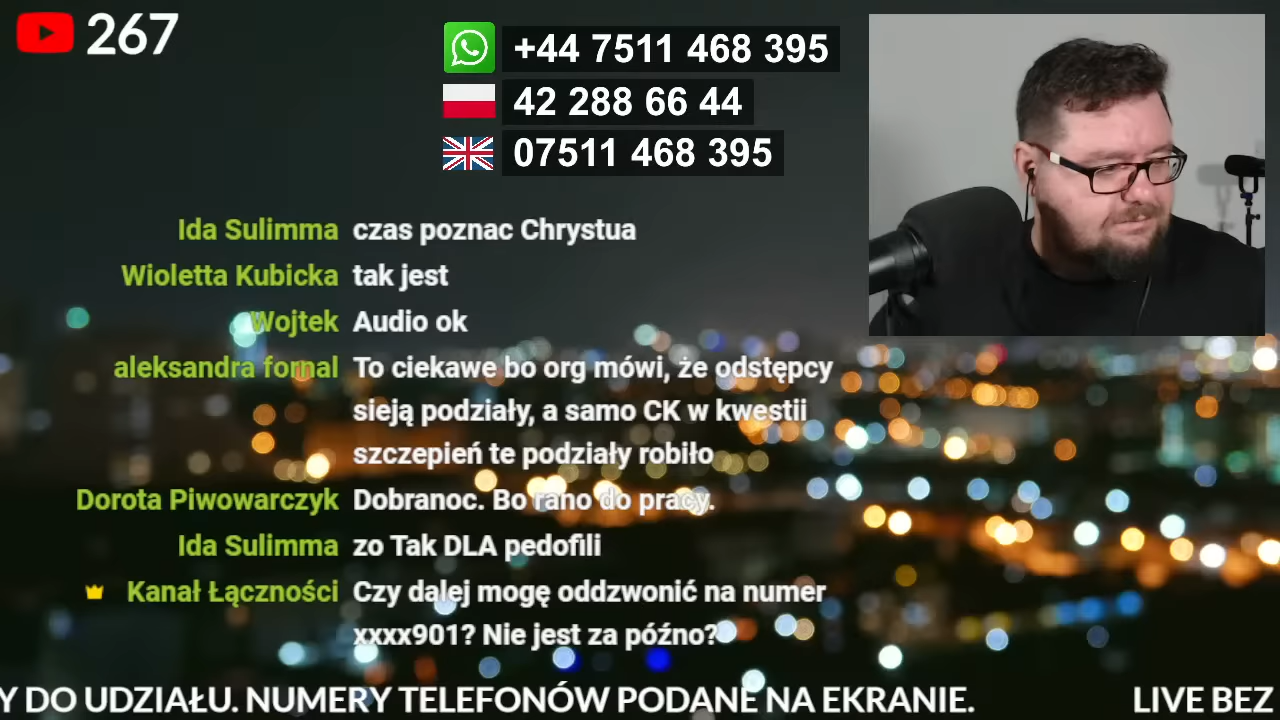 267
+44 7511 468 395
42 288 66 44
07511 468 395
Ida Sulimma czas poznac Chrystua
Wioletta Kubicka tak jest
Wojtek Audio ok
aleksandra fornal To ciekawe bo org mówi, że odstępcy
sieją podziały, a samo CK w kwestii
szczepień te podziały robiło
Dorota Piwowarczyk Dobranoc. Bo rano do pracy.
Ida Sulimma zo Tak DLA pedofili
Kanał Łączności Czy dalej mogę oddzwonić na numer
xxxx901? Nie jest za późno?
Y DO UDZIAŁU. NUMERY TELEFONÓW PODANE NA EKRANIE. LIVE BEZ